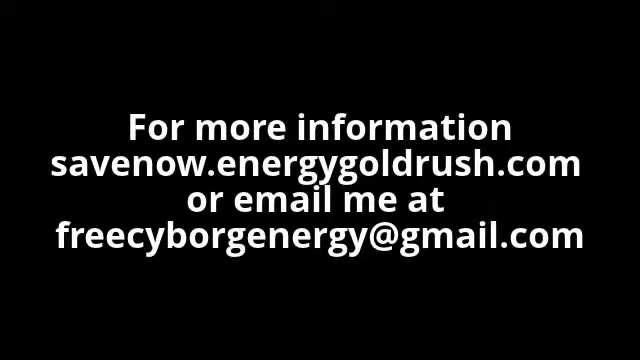 For more information
savenow.energygoldrush.com
or email me at
freecyborgenergy@gmail.com